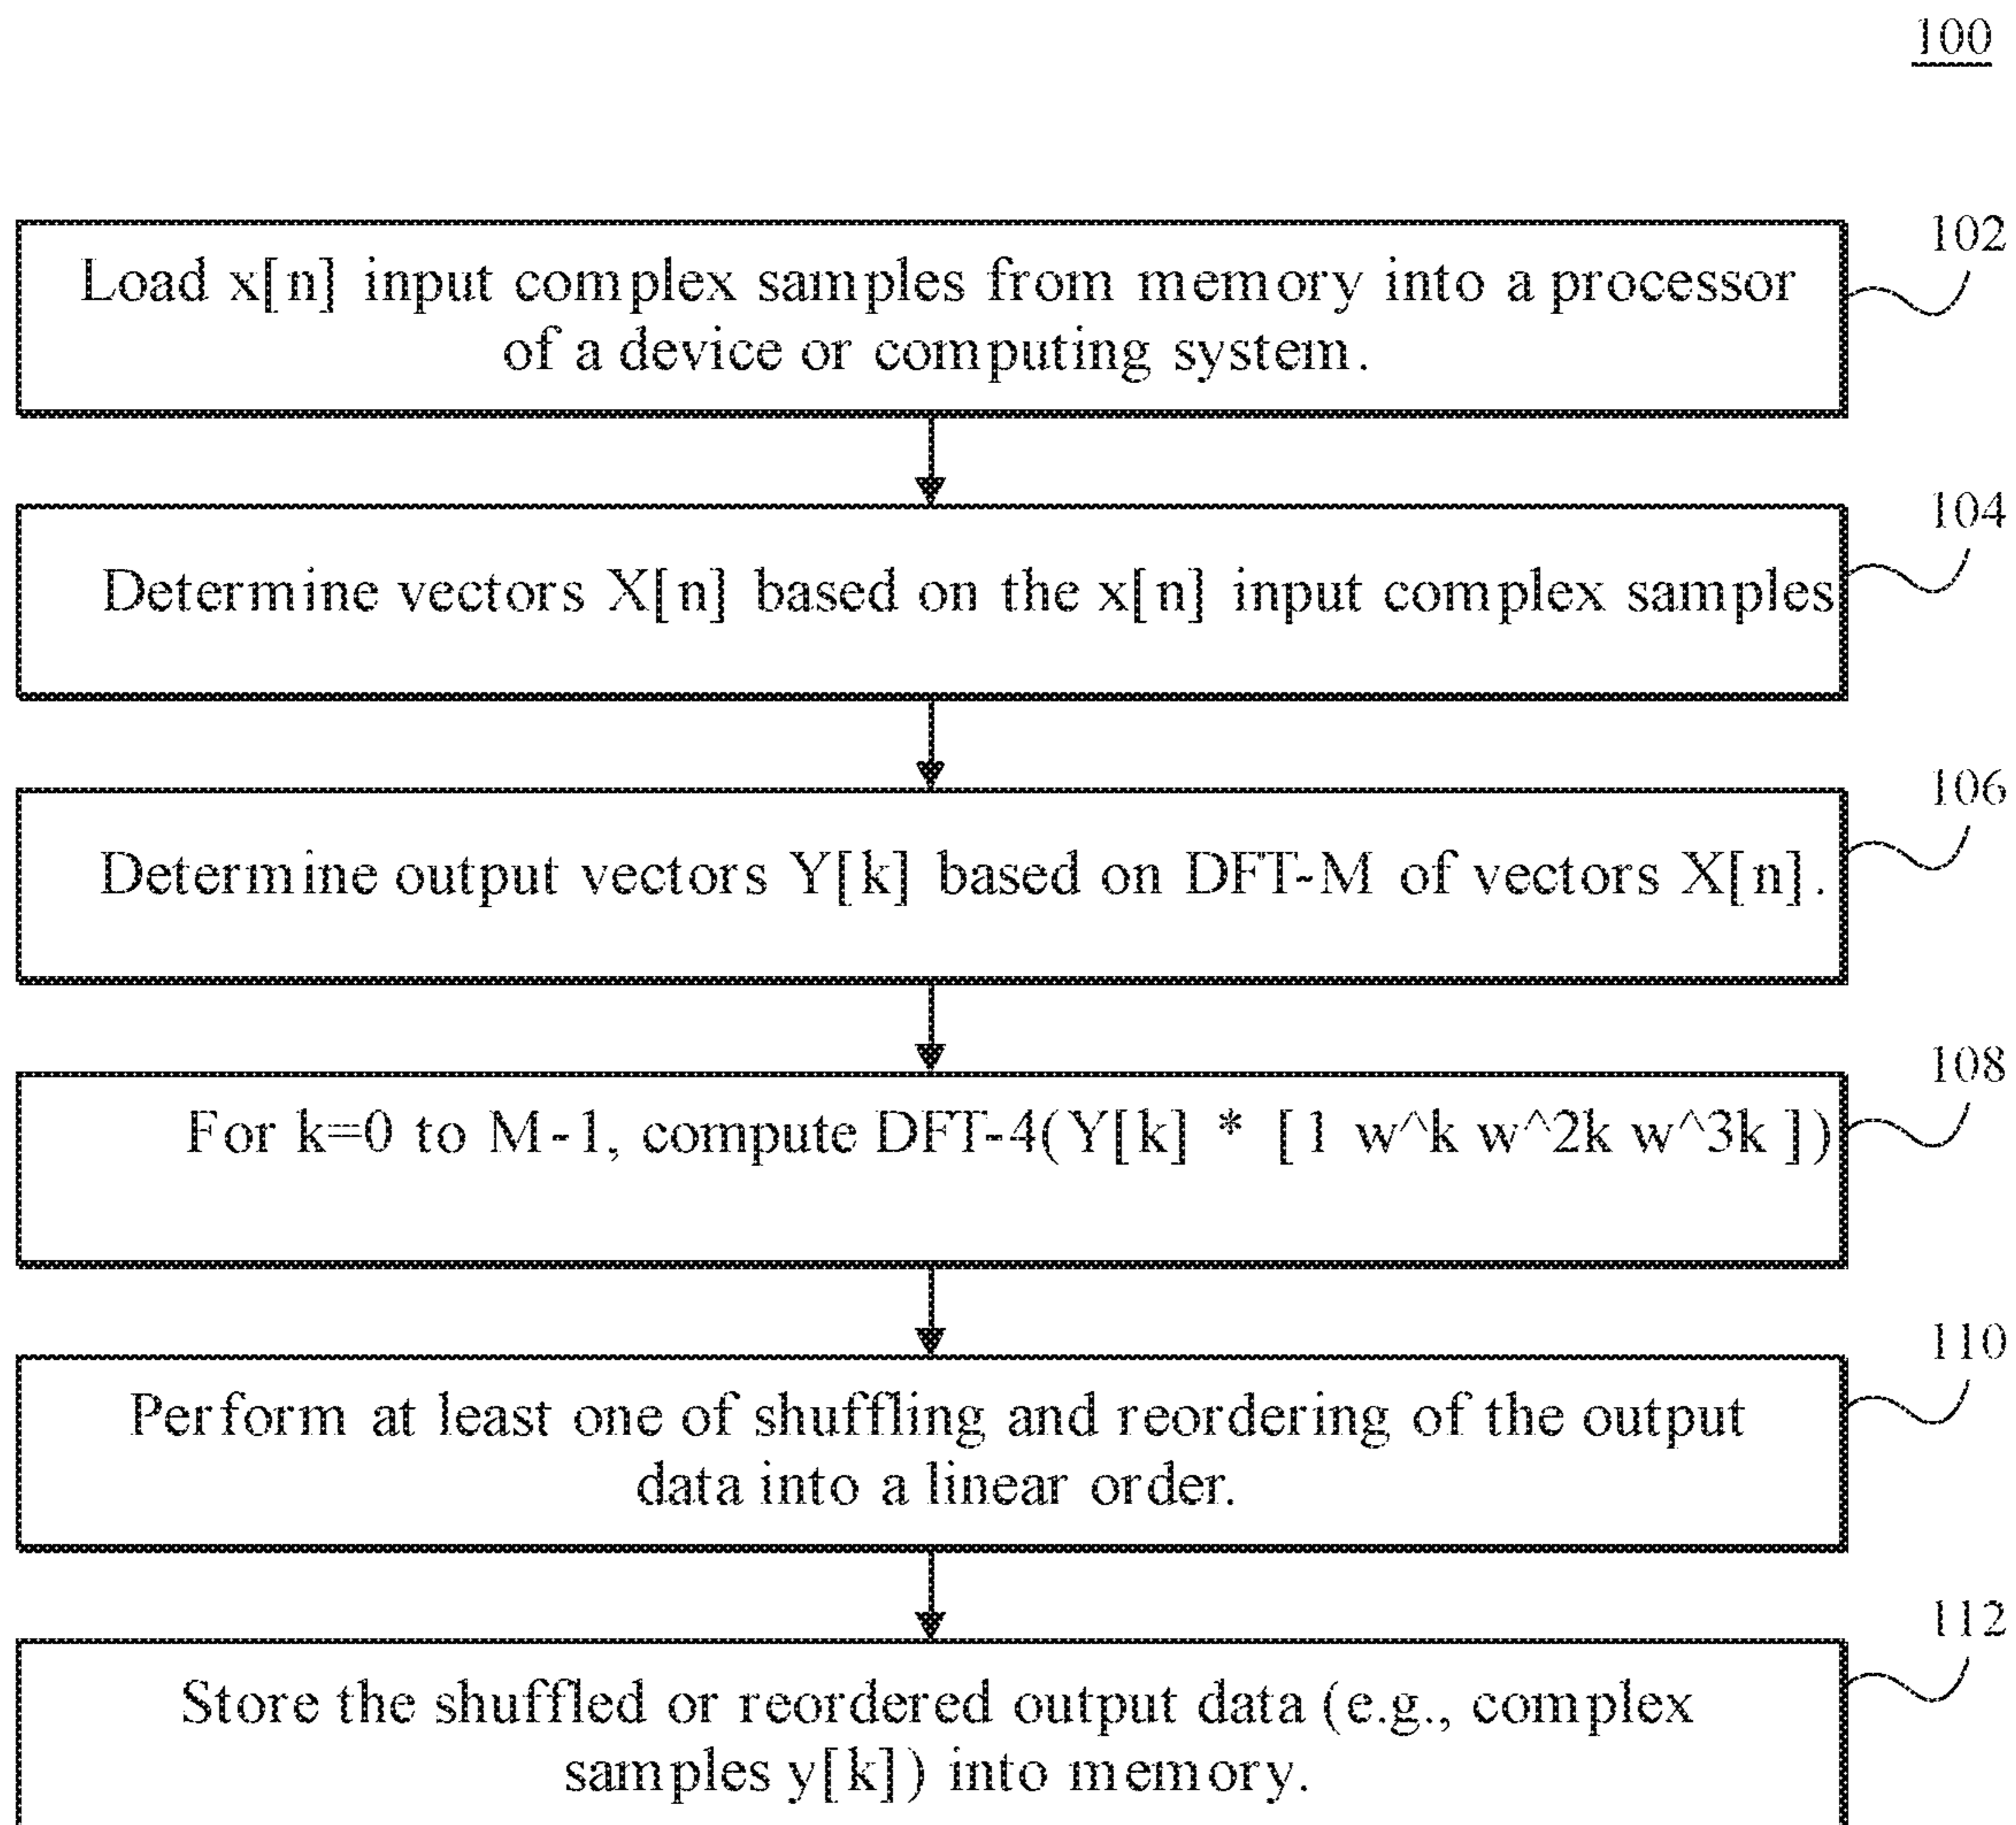 100
102
Load x[n] input complex samples from memory into a processor
of a device or computing system.
104
Determine vectors X[n] based on the x[n] input complex samples
106
Determine output vectors Y[k] based on DFT-M of vectors X[n].
108
For k=0 to M-1, compute DFT-4(Y[k] * [1 w^k w^2k w^3k ])
110
Perform at least one of shuffling and reordering of the output
data into a linear order.
112
Store the shuffled or reordered output data (e.g., complex
samples y[k]) into memory.